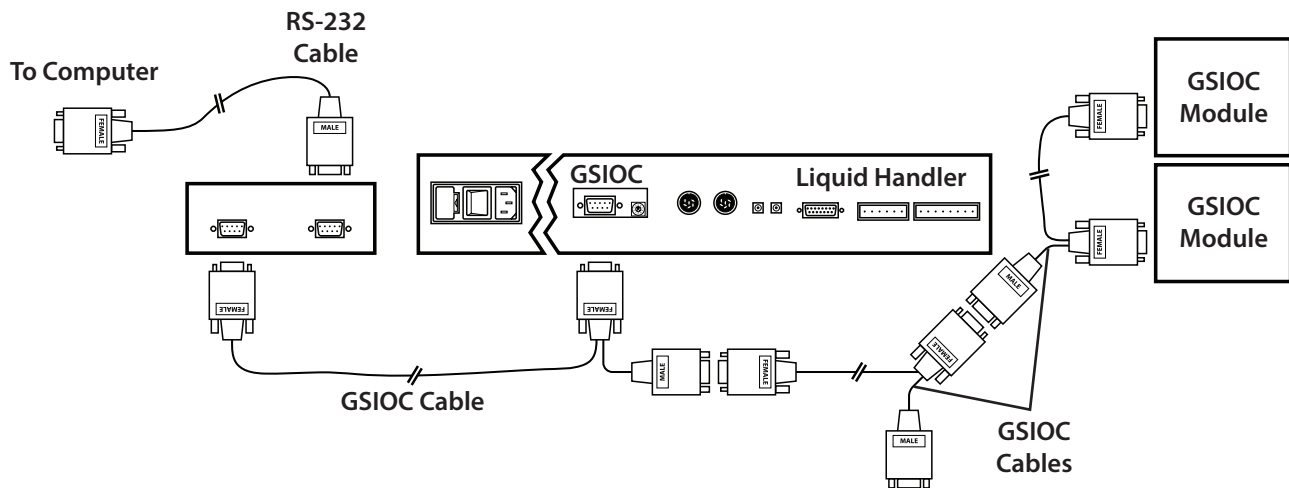 RS-232
Cable
To Computer
FEMALE
MALE
GSIOC
Liquid Handler
FEMALE
GSIOC
Module
FEMALE
GSIOC
Module
FEMALE
FEMALE
MALE
FEMALE
MALE
FEMALE
GSIOC Cable
MALE
GSIOC
Cables